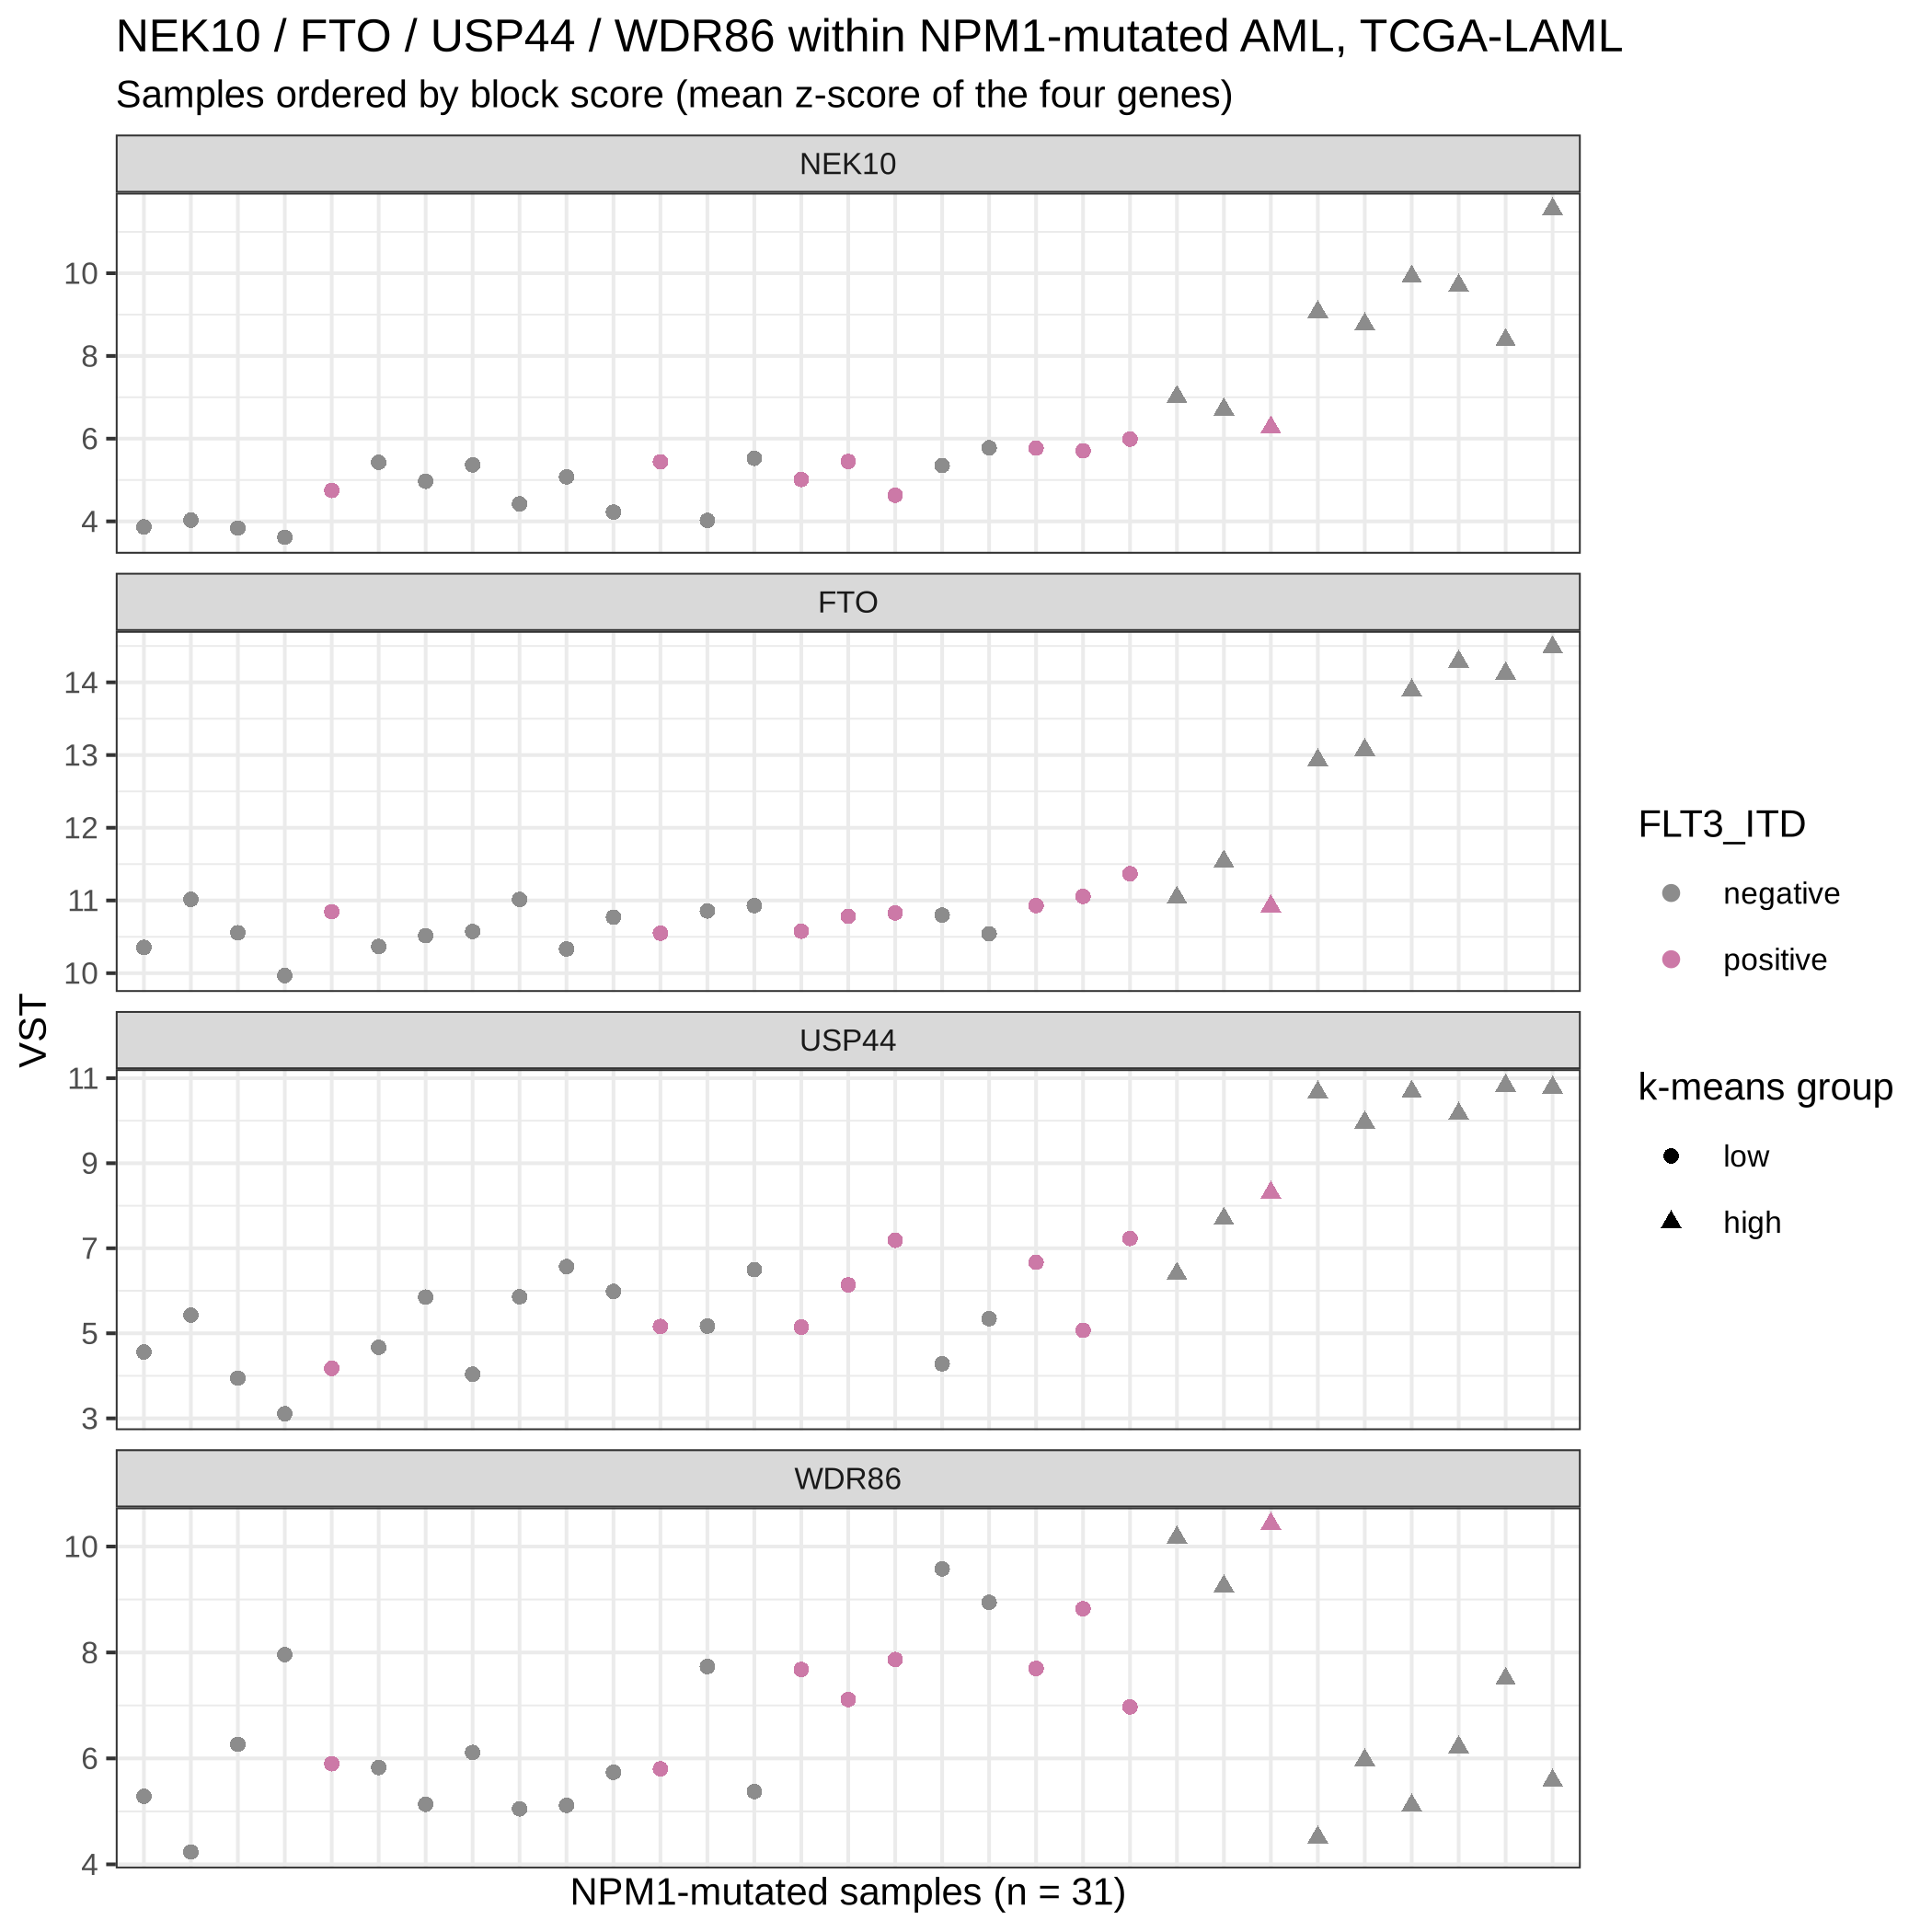 NEK10 / FTO / USP44 / WDR86 within NPM1-mutated AML, TCGA-LAML
Samples ordered by block score (mean z-score of the four genes)
NEK10
10
8
6
4
FTO
14
13
12
11
10
USP44
11
9
7
5
3
WDR86
10
8
6
4
VST
NPM1-mutated samples (n = 31)
FLT3_ITD
negative
positive
k-means group
low
high